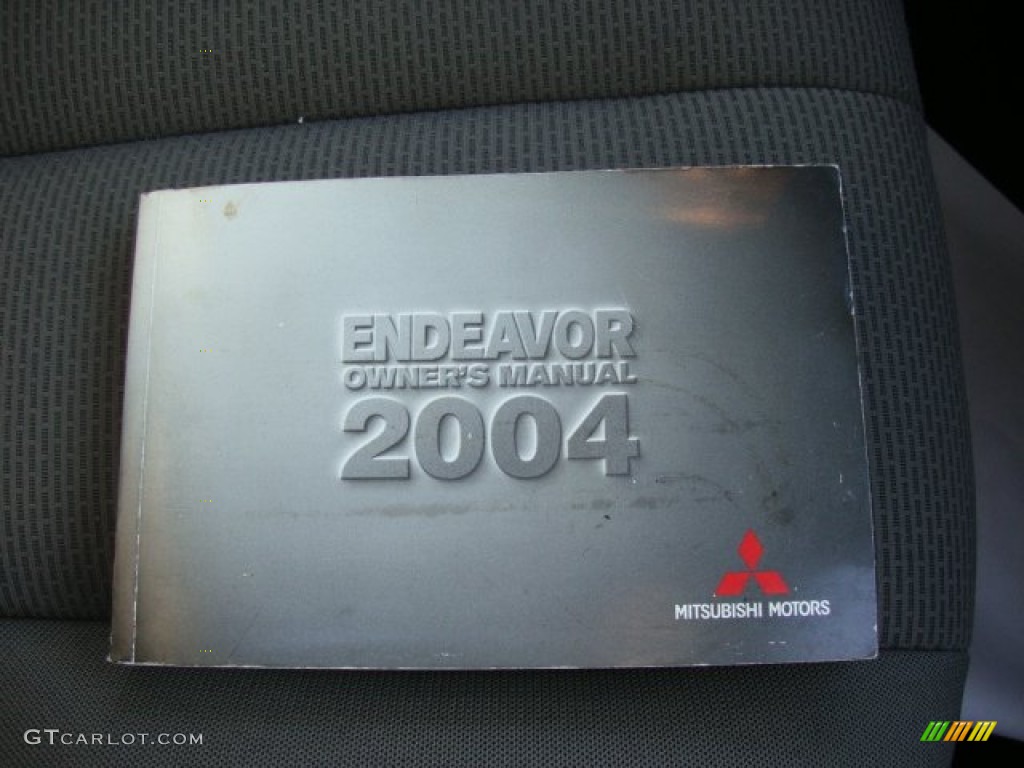 ENDEAVOR
OWNER'S MANUAL
2004
MITSUBISHI MOTORS
GTCARLOT.COM